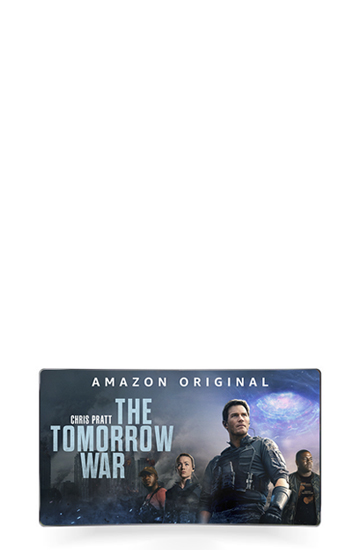 AMAZON ORIGINAL
CHRIS PRATT
THE
TOMORROW
WAR